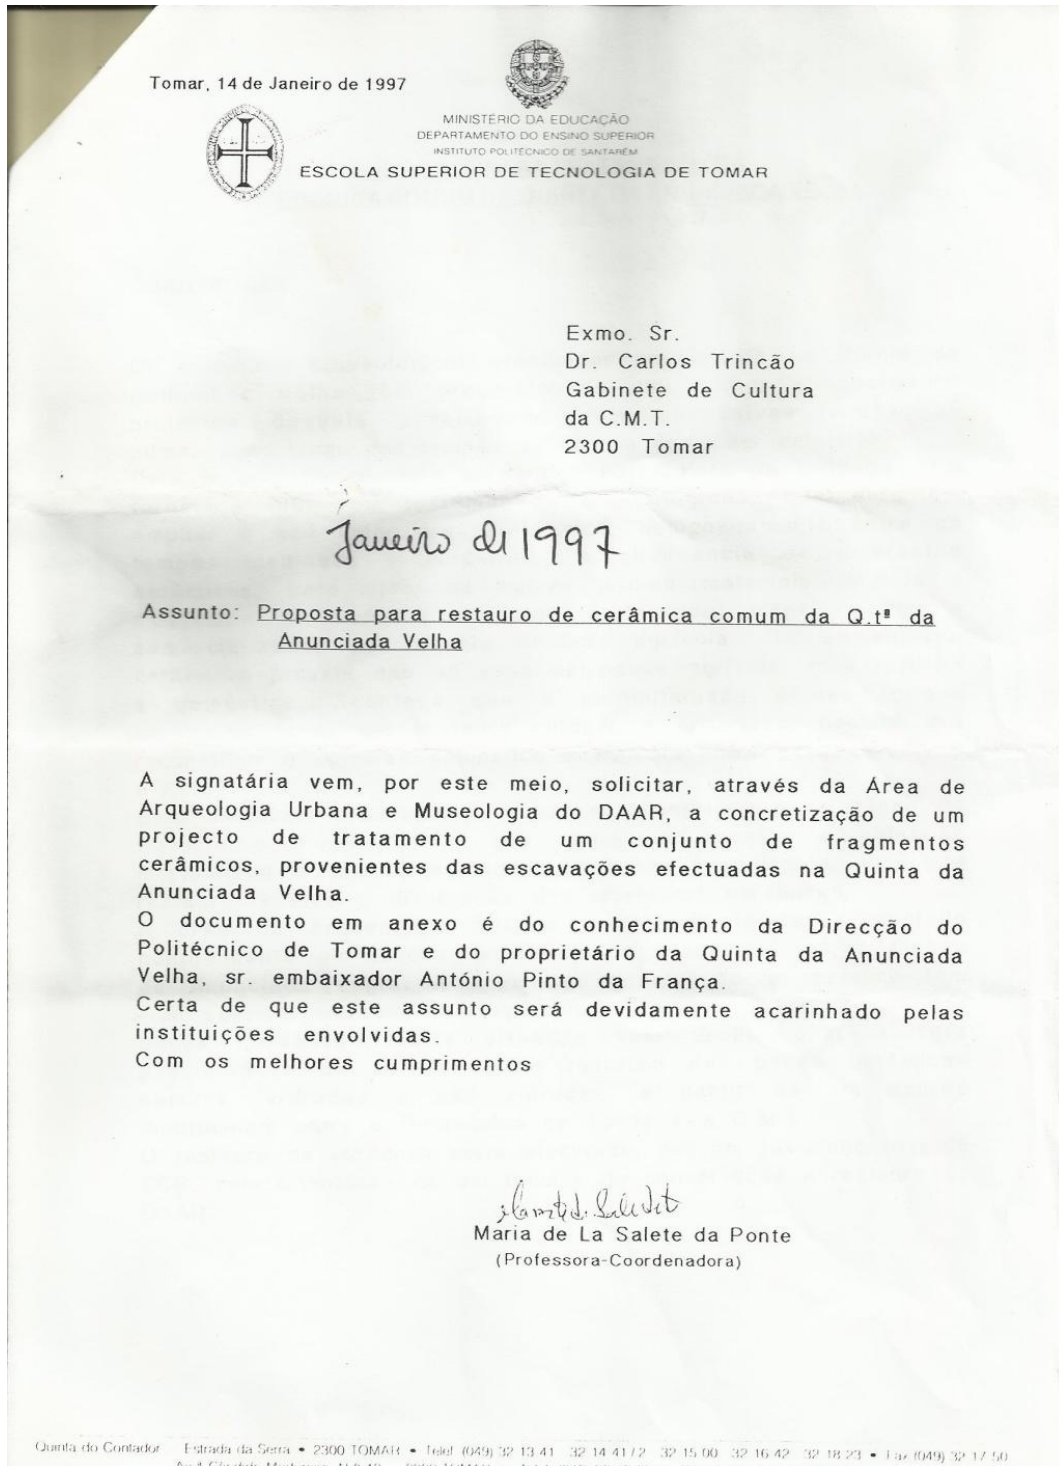 Tomar, 14 de Janeiro de 1997
MINISTÉRIO DA EDUCAÇÃO
DEPARTAMENTO DO ENSINO SUPERIOR
INSTITUTO POLITÉCNICO DE SANTARÉM
ESCOLA SUPERIOR DE TECNOLOGIA DE TOMAR
Exmo. Sr.
Dr. Carlos Trincão
Gabinete de Cultura
da C.M.T.
2300 Tomar
Janeiro de 1997
Assunto: Proposta para restauro de cerâmica comum da Q.tª da
Anunciada Velha
A signatária vem, por este meio, solicitar, através da Área de
Arqueologia Urbana e Museologia do DAAR, a concretização de um
projecto de tratamento de um conjunto de fragmentos
cerâmicos, provenientes das escavações efectuadas na Quinta da
Anunciada Velha.
O documento em anexo é do conhecimento da Direcção do
Politécnico de Tomar e do proprietário da Quinta da Anunciada
Velha, sr. embaixador António Pinto da França.
Certa de que este assunto será devidamente acarinhado pelas
instituições envolvidas.
Com os melhores cumprimentos
Maria de La Salete da Ponte
(Professora-Coordenadora)
Quinta do Contador Estrada da Serra • 2300 TOMAR • Telef. (049) 32 13 41 32 14 41/2 32 15 00 32 16 42 32 18 23 • Fax (049) 32 17 50